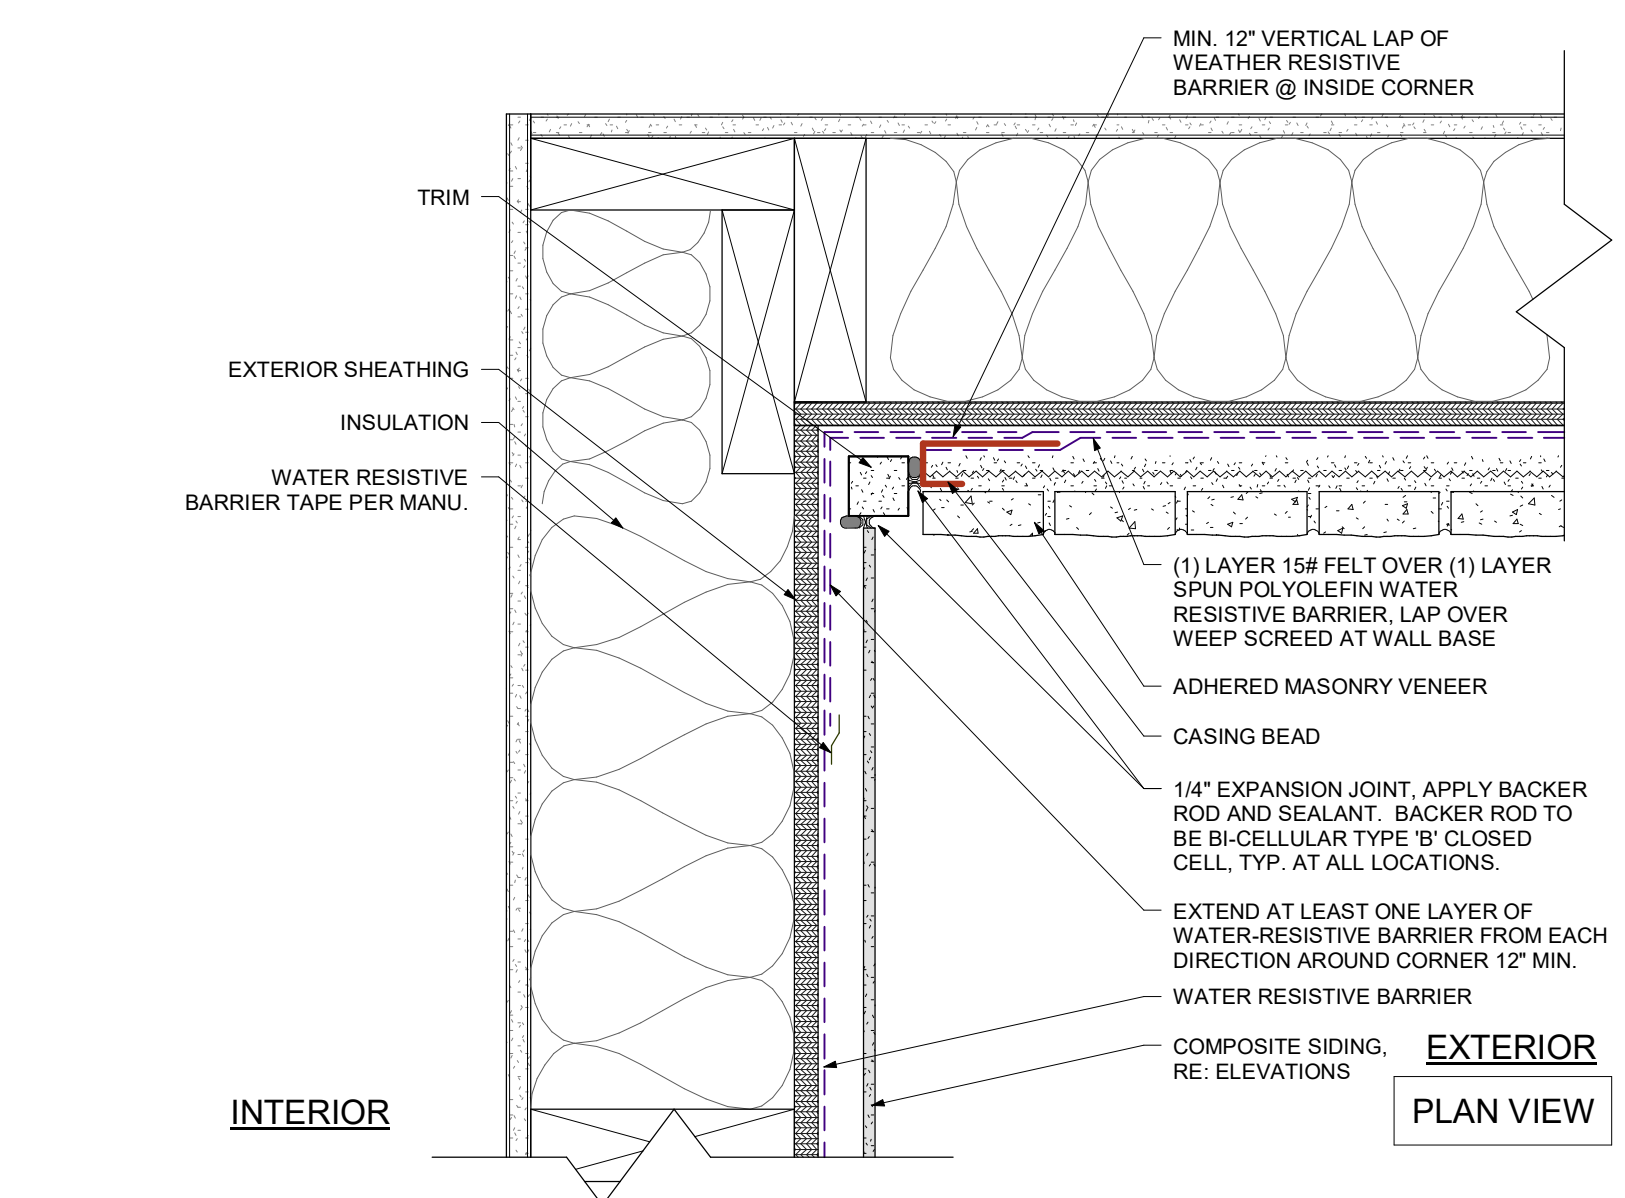 MIN. 12" VERTICAL LAP OF
WEATHER RESISTIVE
BARRIER @ INSIDE CORNER
TRIM
EXTERIOR SHEATHING
INSULATION
WATER RESISTIVE
BARRIER TAPE PER MANU.
(1) LAYER 15# FELT OVER (1) LAYER
SPUN POLYOLEFIN WATER
RESISTIVE BARRIER, LAP OVER
WEEP SCREED AT WALL BASE
ADHERED MASONRY VENEER
CASING BEAD
1/4" EXPANSION JOINT, APPLY BACKER
ROD AND SEALANT. BACKER ROD TO
BE BI-CELLULAR TYPE 'B' CLOSED
CELL, TYP. AT ALL LOCATIONS.
EXTEND AT LEAST ONE LAYER OF
WATER-RESISTIVE BARRIER FROM EACH
DIRECTION AROUND CORNER 12" MIN.
WATER RESISTIVE BARRIER
COMPOSITE SIDING,
RE: ELEVATIONS
EXTERIOR
PLAN VIEW
INTERIOR